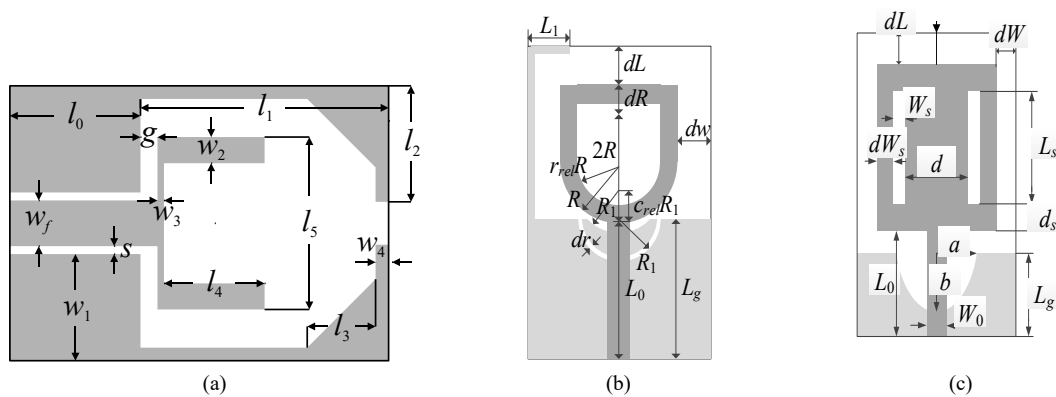 l0
l1
g
w2
l2
wf
w3
l5
s
w4
w1
l4
l3
(a)
L1
dL
dR
dw
2R
rrelR
R
R1
crelR1
dr
R1
L0
Lg
(b)
dL
dW
Ws
dWs
d
Ls
ds
a
L0
b
W0
Lg
(c)